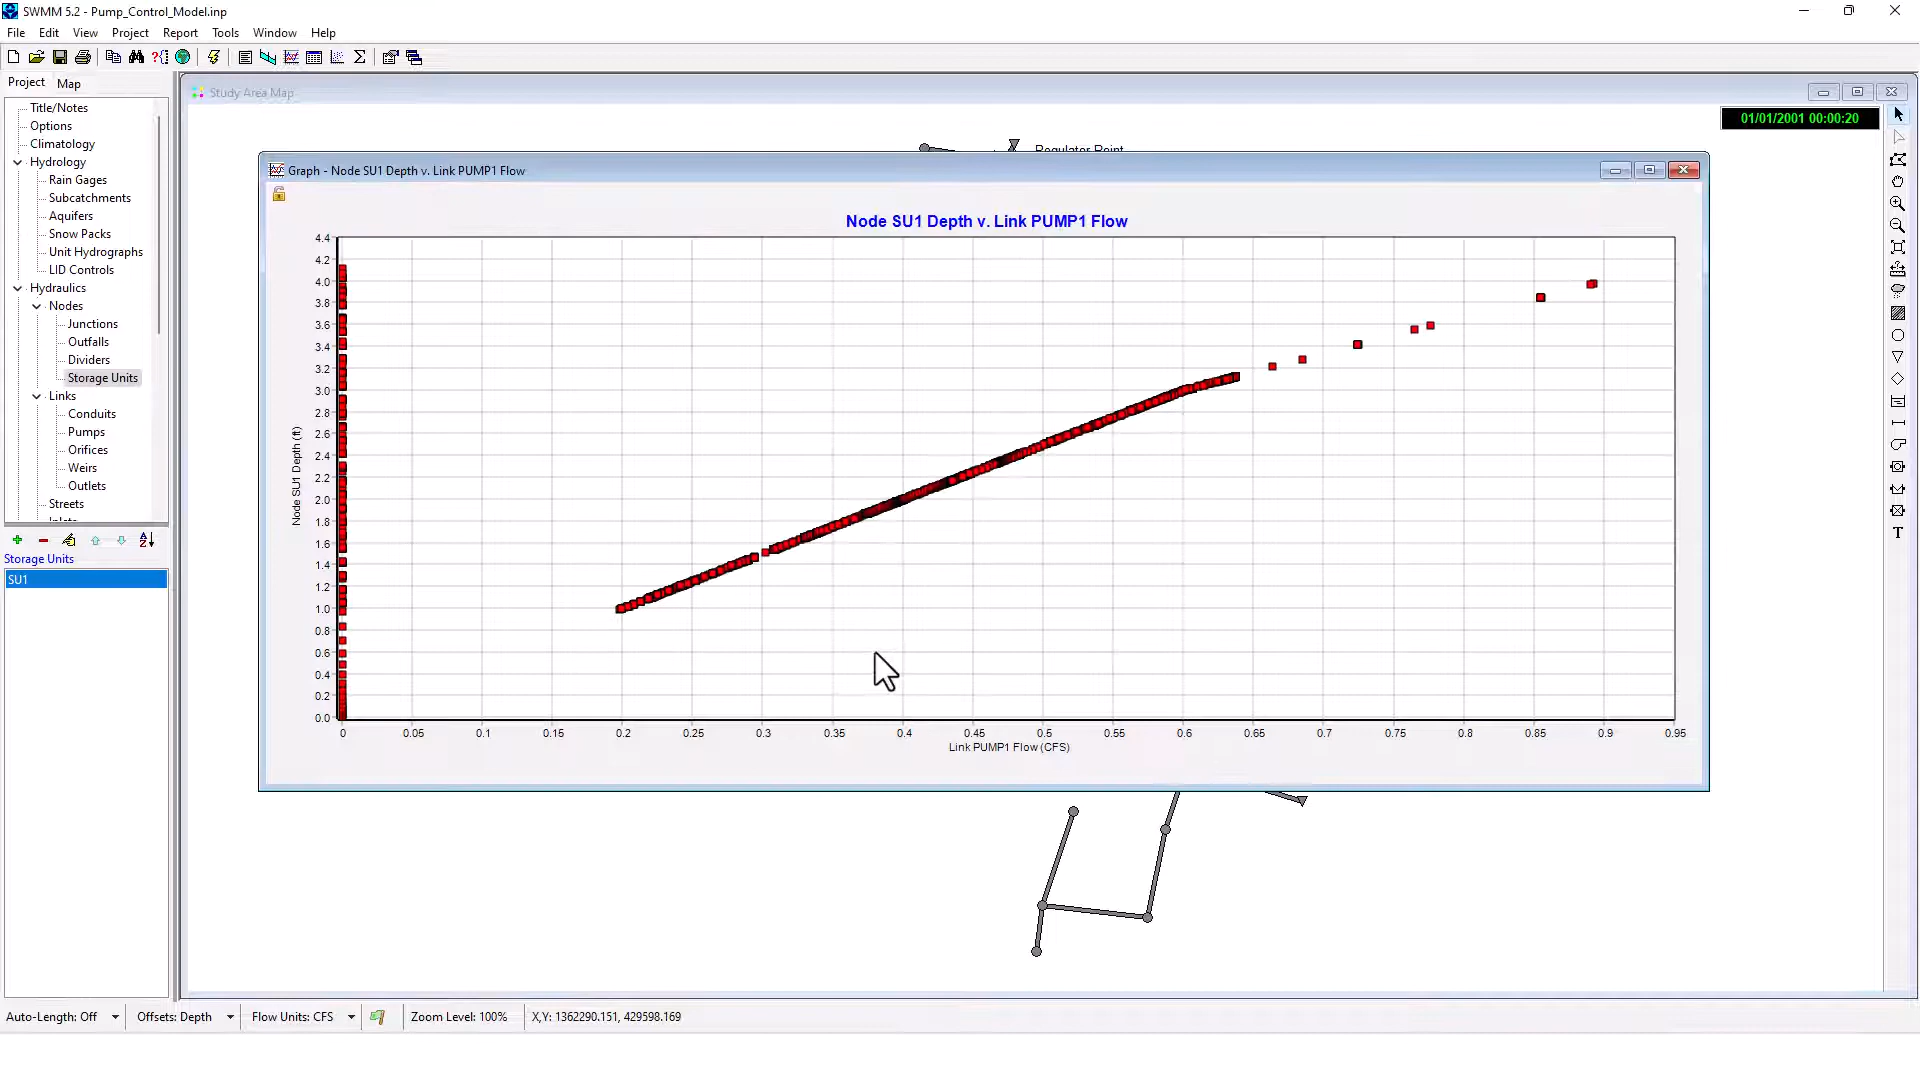 SWMM 5.2 - Pump_Control_Model.inp
File Edit View Project Report Tools Window Help
Project Map
Title/Notes
Options
Climatology
Hydrology
Rain Gages
Subcatchments
Aquifers
Snow Packs
Unit Hydrographs
LID Controls
Hydraulics
Nodes
Junctions
Outfalls
Dividers
Storage Units
Links
Conduits
Pumps
Orifices
Weirs
Outlets
Streets
Storage Units
SU1
Study Area Map
01/01/2001 00:00:20
Regulator Point
Graph - Node SU1 Depth v. Link PUMP1 Flow
Node SU1 Depth v. Link PUMP1 Flow
Node SU1 Depth (ft)
4.4
4.2
4.0
3.8
3.6
3.4
3.2
3.0
2.8
2.6
2.4
2.2
2.0
1.8
1.6
1.4
1.2
1.0
0.8
0.6
0.4
0.2
0.0
0 0.05 0.1 0.15 0.2 0.25 0.3 0.35 0.4 0.45 0.5 0.55 0.6 0.65 0.7 0.75 0.8 0.85 0.9 0.95
Link PUMP1 Flow (CFS)
T
Auto-Length: Off Offsets: Depth Flow Units: CFS Zoom Level: 100% X,Y: 1362290.151, 429598.169